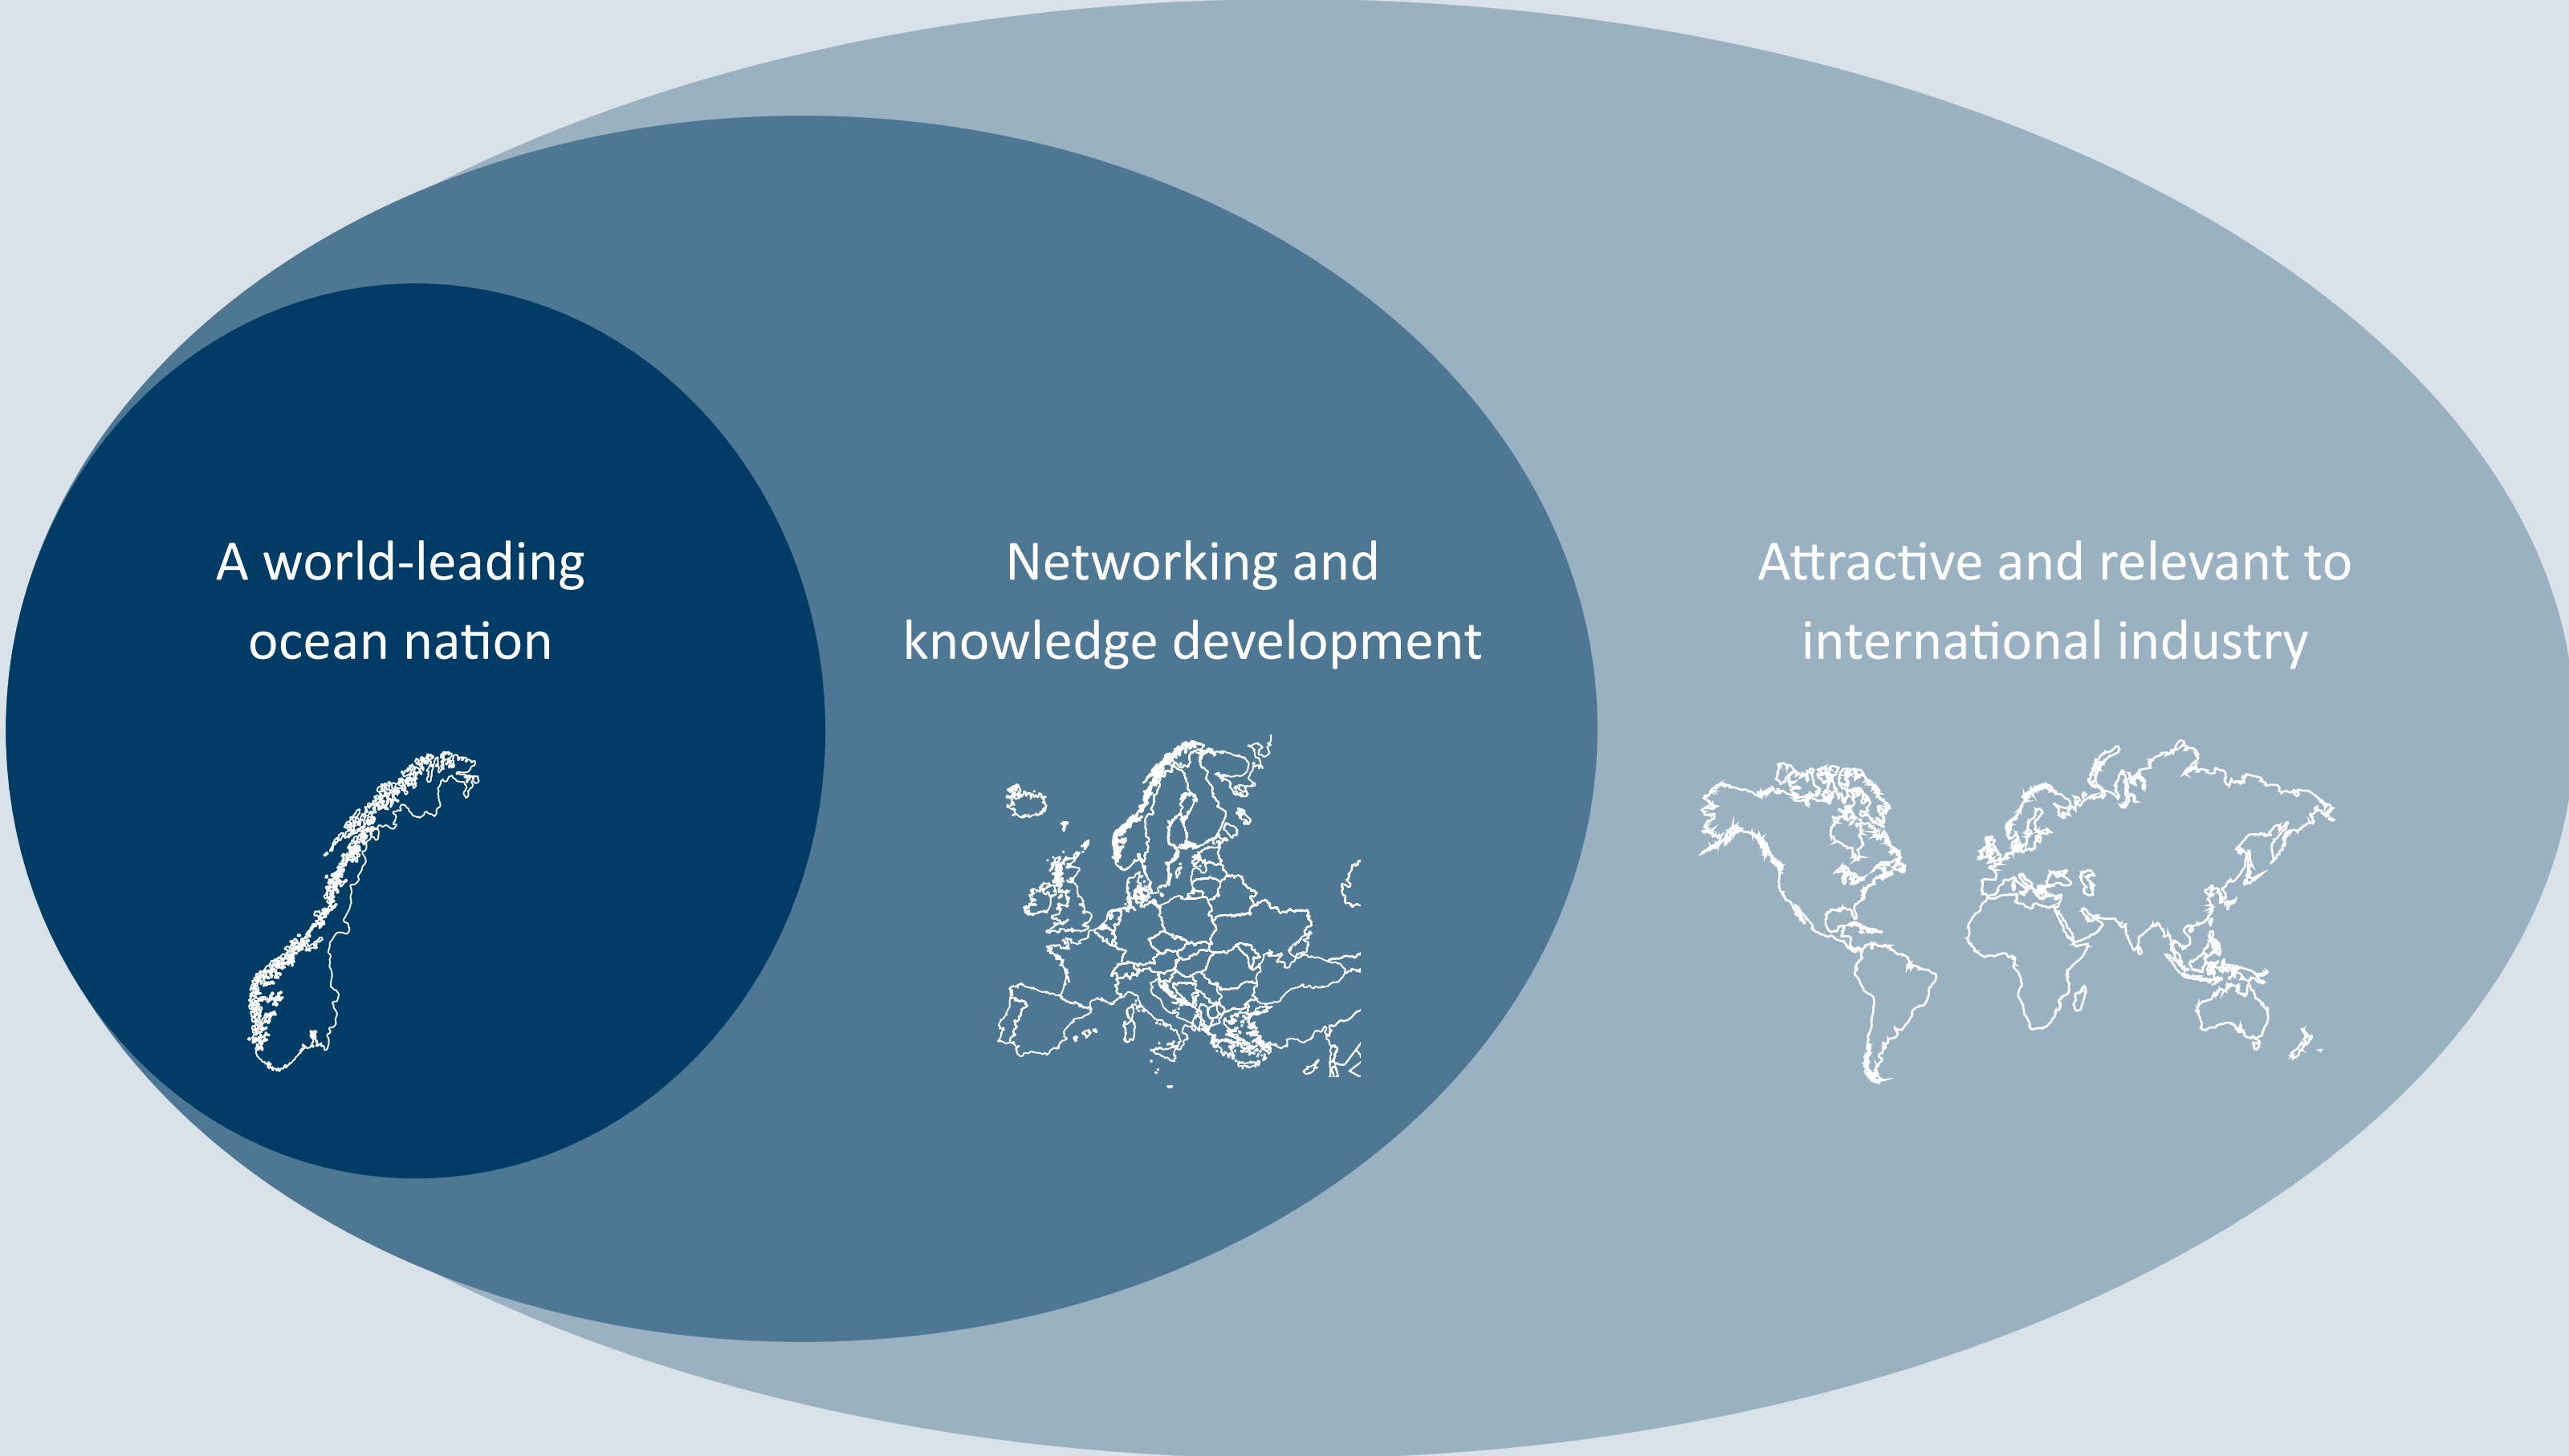 A world-leading
ocean nation
Networking and
knowledge development
Attractive and relevant to
international industry